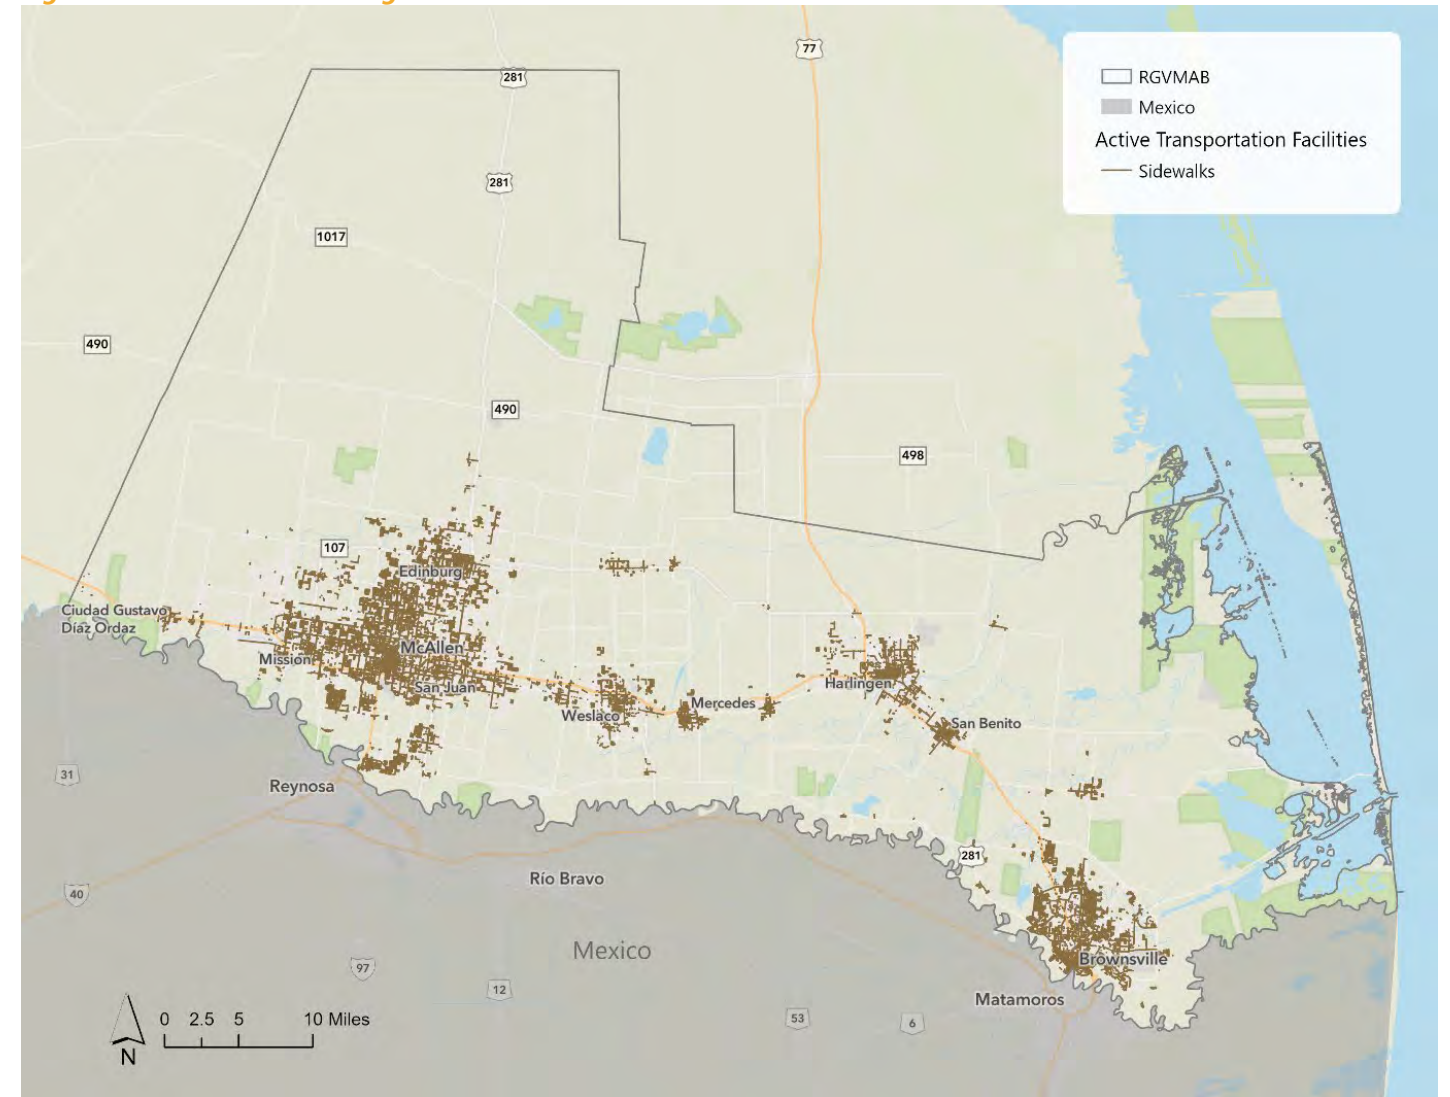 77
RGVMAB
281
Mexico
Active Transportation Facilities
Sidewalks
281
1017
490
490
498
107
Edinburg
Ciudad Gustavo
Díaz Ordaz
McAllen
Mission
San Juan
Harlingen
Weslaco
Mercedes
San Benito
31
Reynosa
281
Río Bravo
40
Mexico
Brownsville
97
12
Matamoros
53
6
0 2.5 5 10 Miles
N